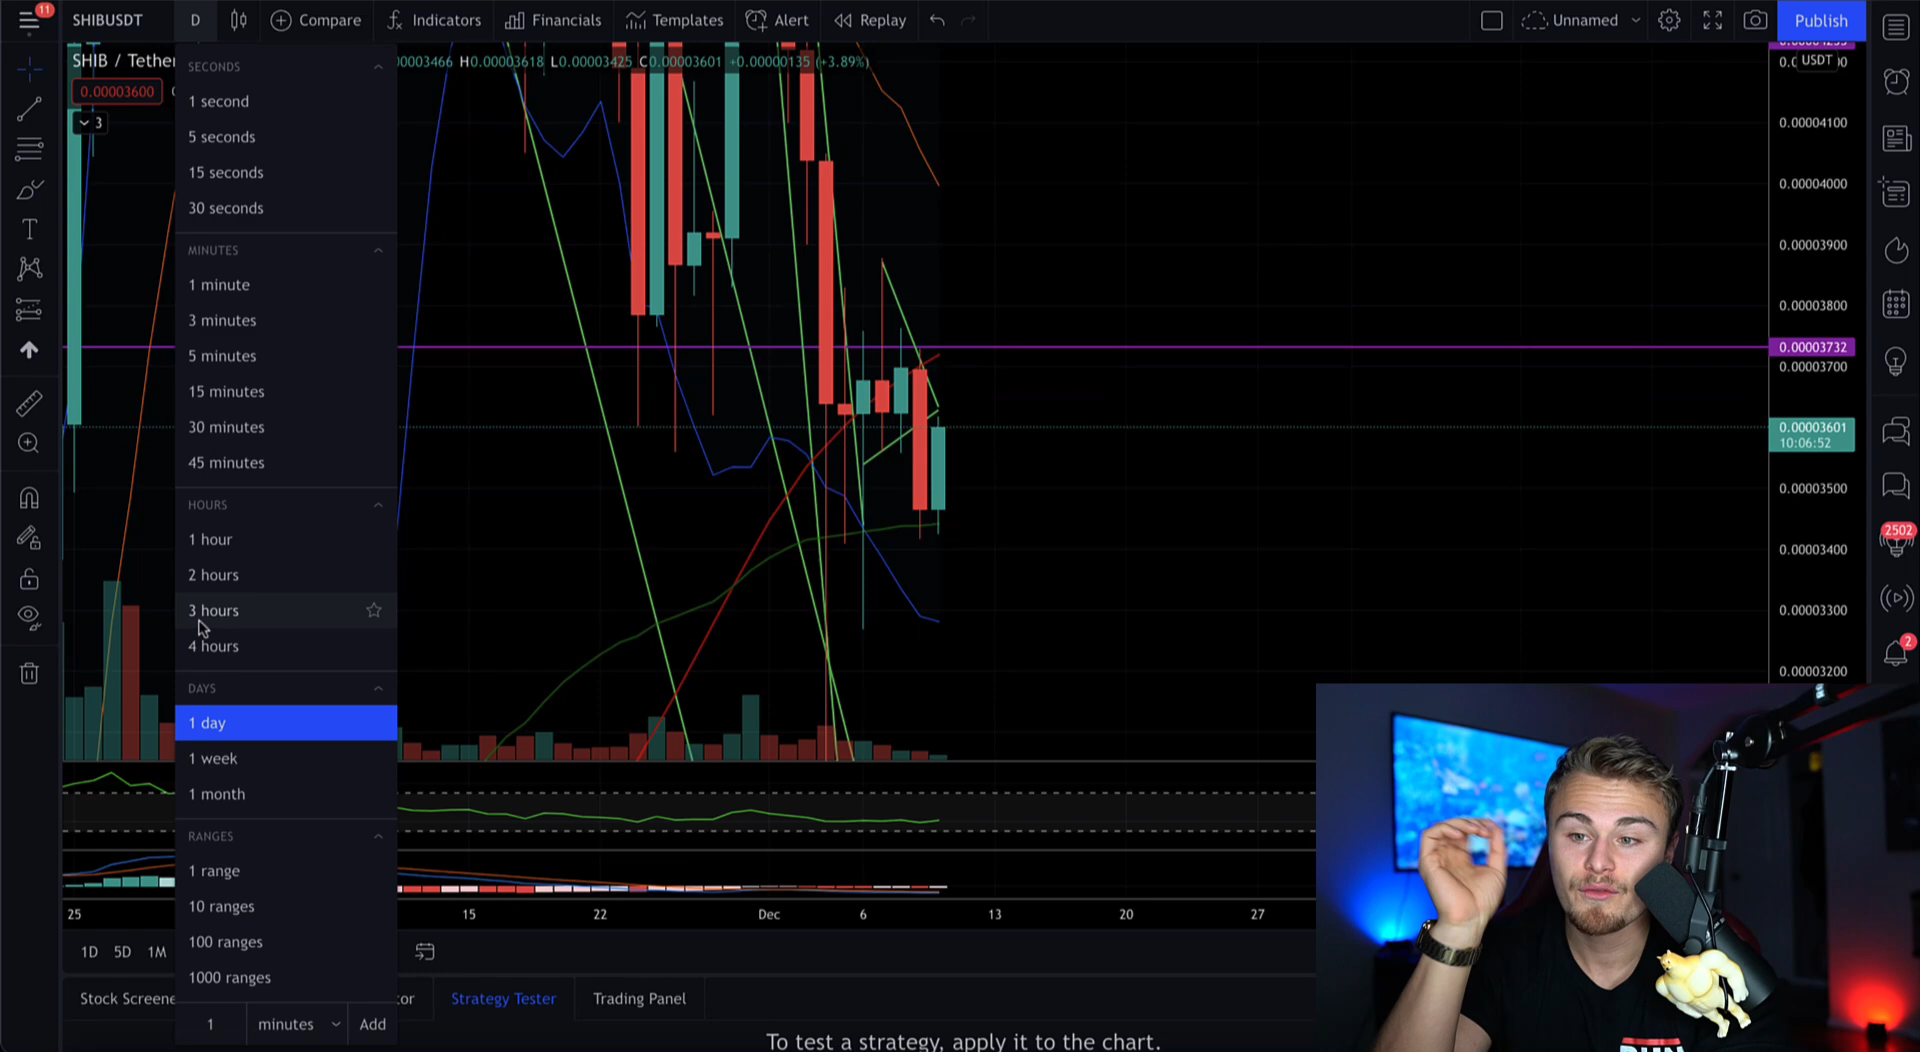 11
SHIBUSDT
D
Compare
Indicators
Financials
Templates
Alert
Replay
Unnamed
Publish
SHIB / Tether
00003466 H0.00003618 L0.00003425 C0.00003601 +0.00000135 (+3.89%)
USDT
0.00003600
3
SECONDS
1 second
5 seconds
15 seconds
30 seconds
MINUTES
1 minute
3 minutes
5 minutes
15 minutes
30 minutes
45 minutes
HOURS
1 hour
2 hours
3 hours
4 hours
DAYS
1 day
1 week
1 month
RANGES
1 range
10 ranges
100 ranges
1000 ranges
1
minutes
Add
0.00004100
0.00004000
0.00003900
0.00003800
0.00003732
0.00003700
0.00003601
10:06:52
0.00003500
0.00003400
0.00003300
0.00003200
2502
2
25
15
22
Dec
6
13
20
27
1D
5D
1M
Stock Screene
tor
Strategy Tester
Trading Panel
To test a strategy, apply it to the chart.